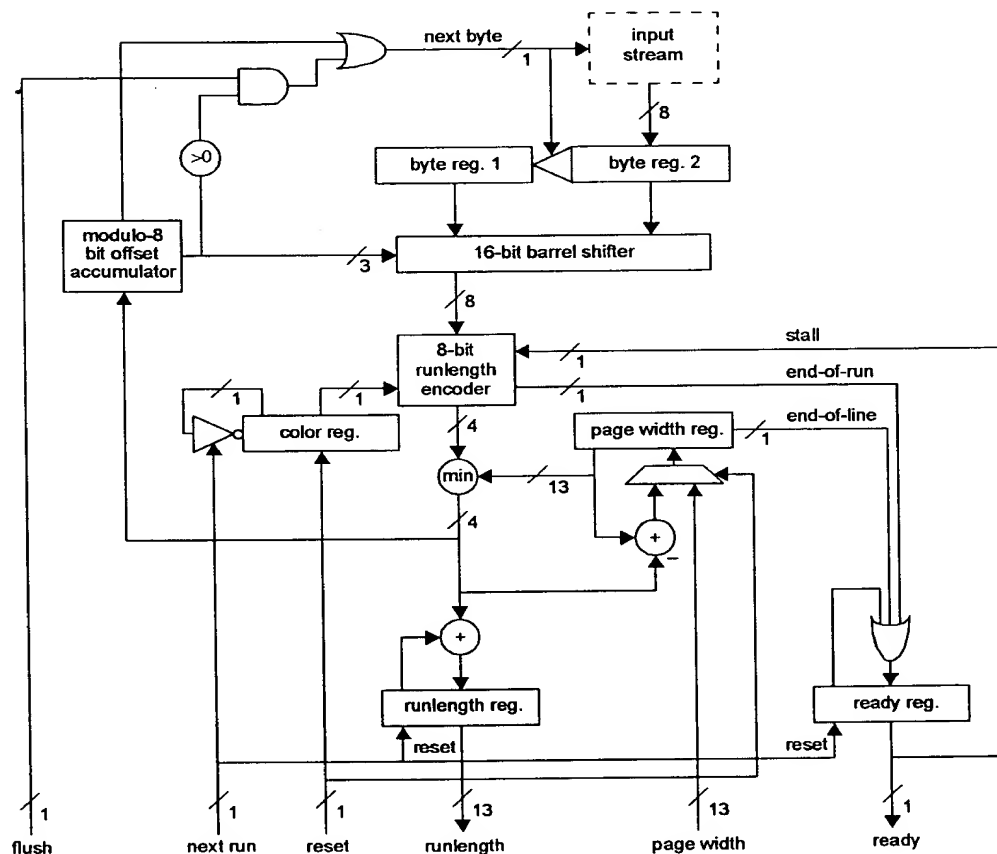 next byte
1
input
stream
8
>0
byte reg. 1
byte reg. 2
modulo-8
bit offset
accumulator
3
16-bit barrel shifter
8
stall
8-bit
runlength
encoder
1
end-of-run
1
1
1
4
end-of-line
color reg.
page width reg.
1
min
13
4
+
−
+
runlength reg.
ready reg.
reset
reset
1
1
1
13
13
1
flush
next run
reset
runlength
page width
ready